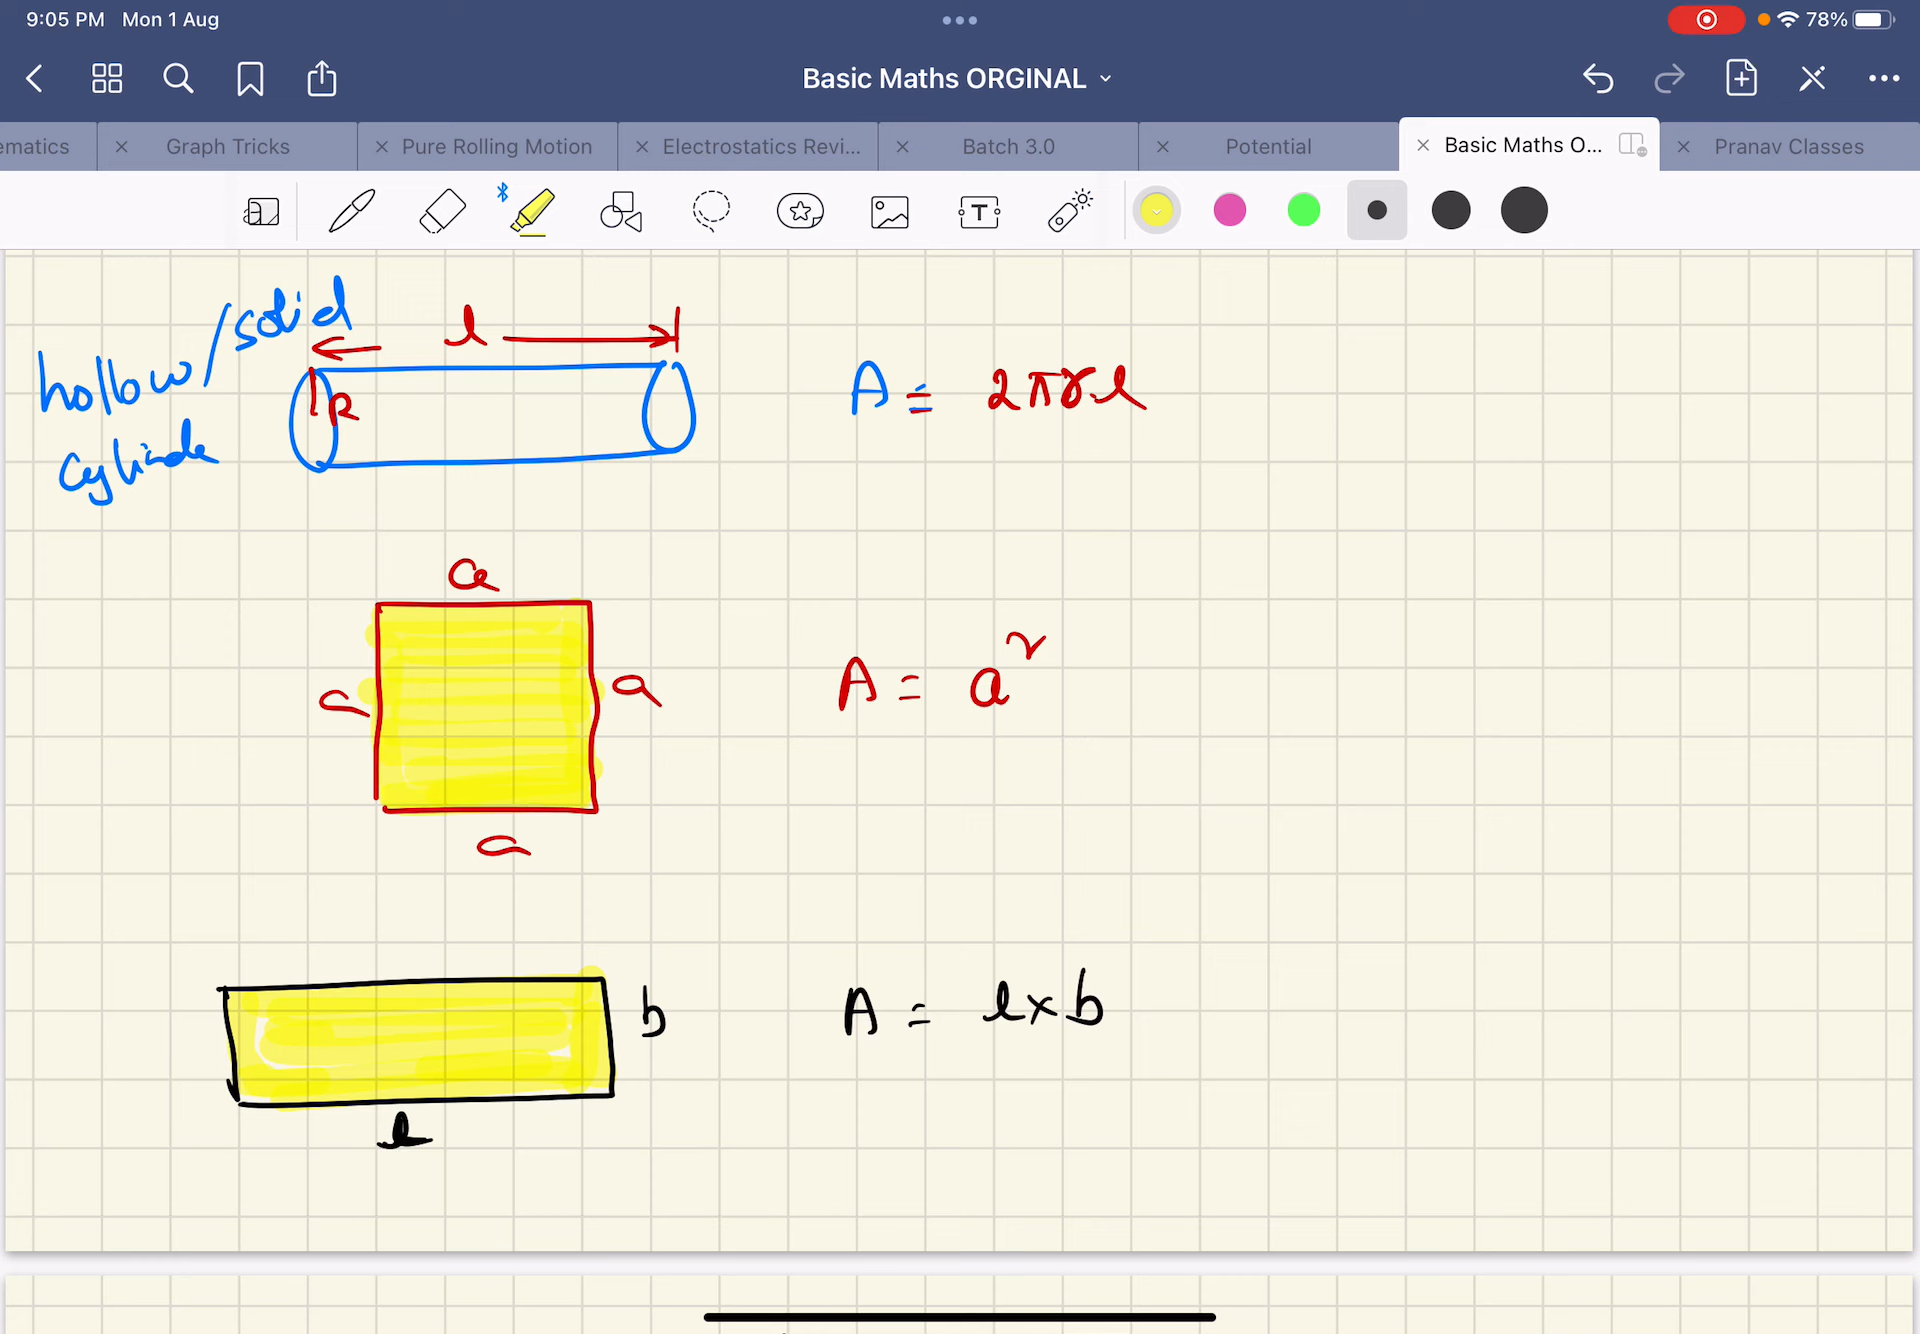 9:05 PM Mon 1 Aug
78%
Basic Maths ORGINAL
ematics
Graph Tricks
Pure Rolling Motion
Electrostatics Revi...
Batch 3.0
Potential
Basic Maths O...
Pranav Classes
hollow/solid
cylinde
l
R
A = 2πrl
a
a
a
a
A = a²
b
l
A = l×b